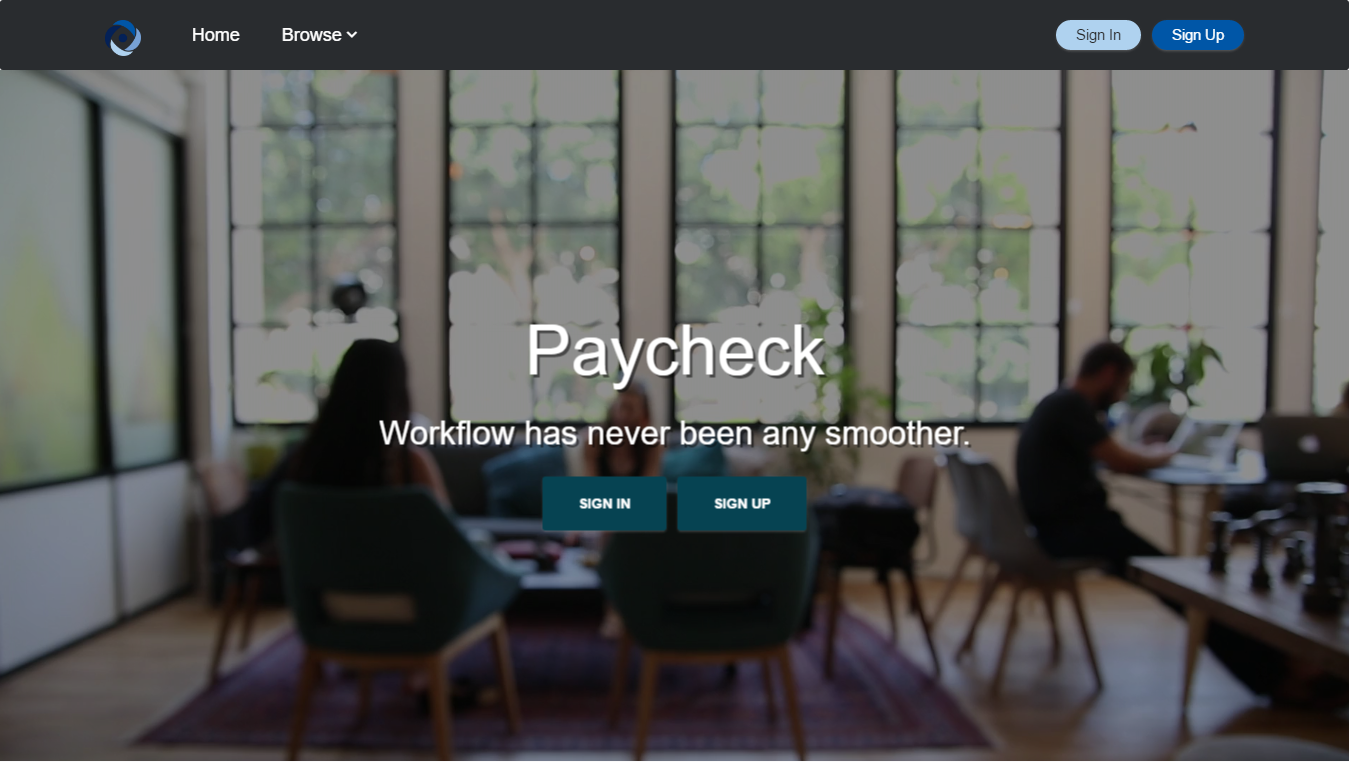 Home Browse Sign In Sign Up
Paycheck
Workflow has never been any smoother.
SIGN IN SIGN UP